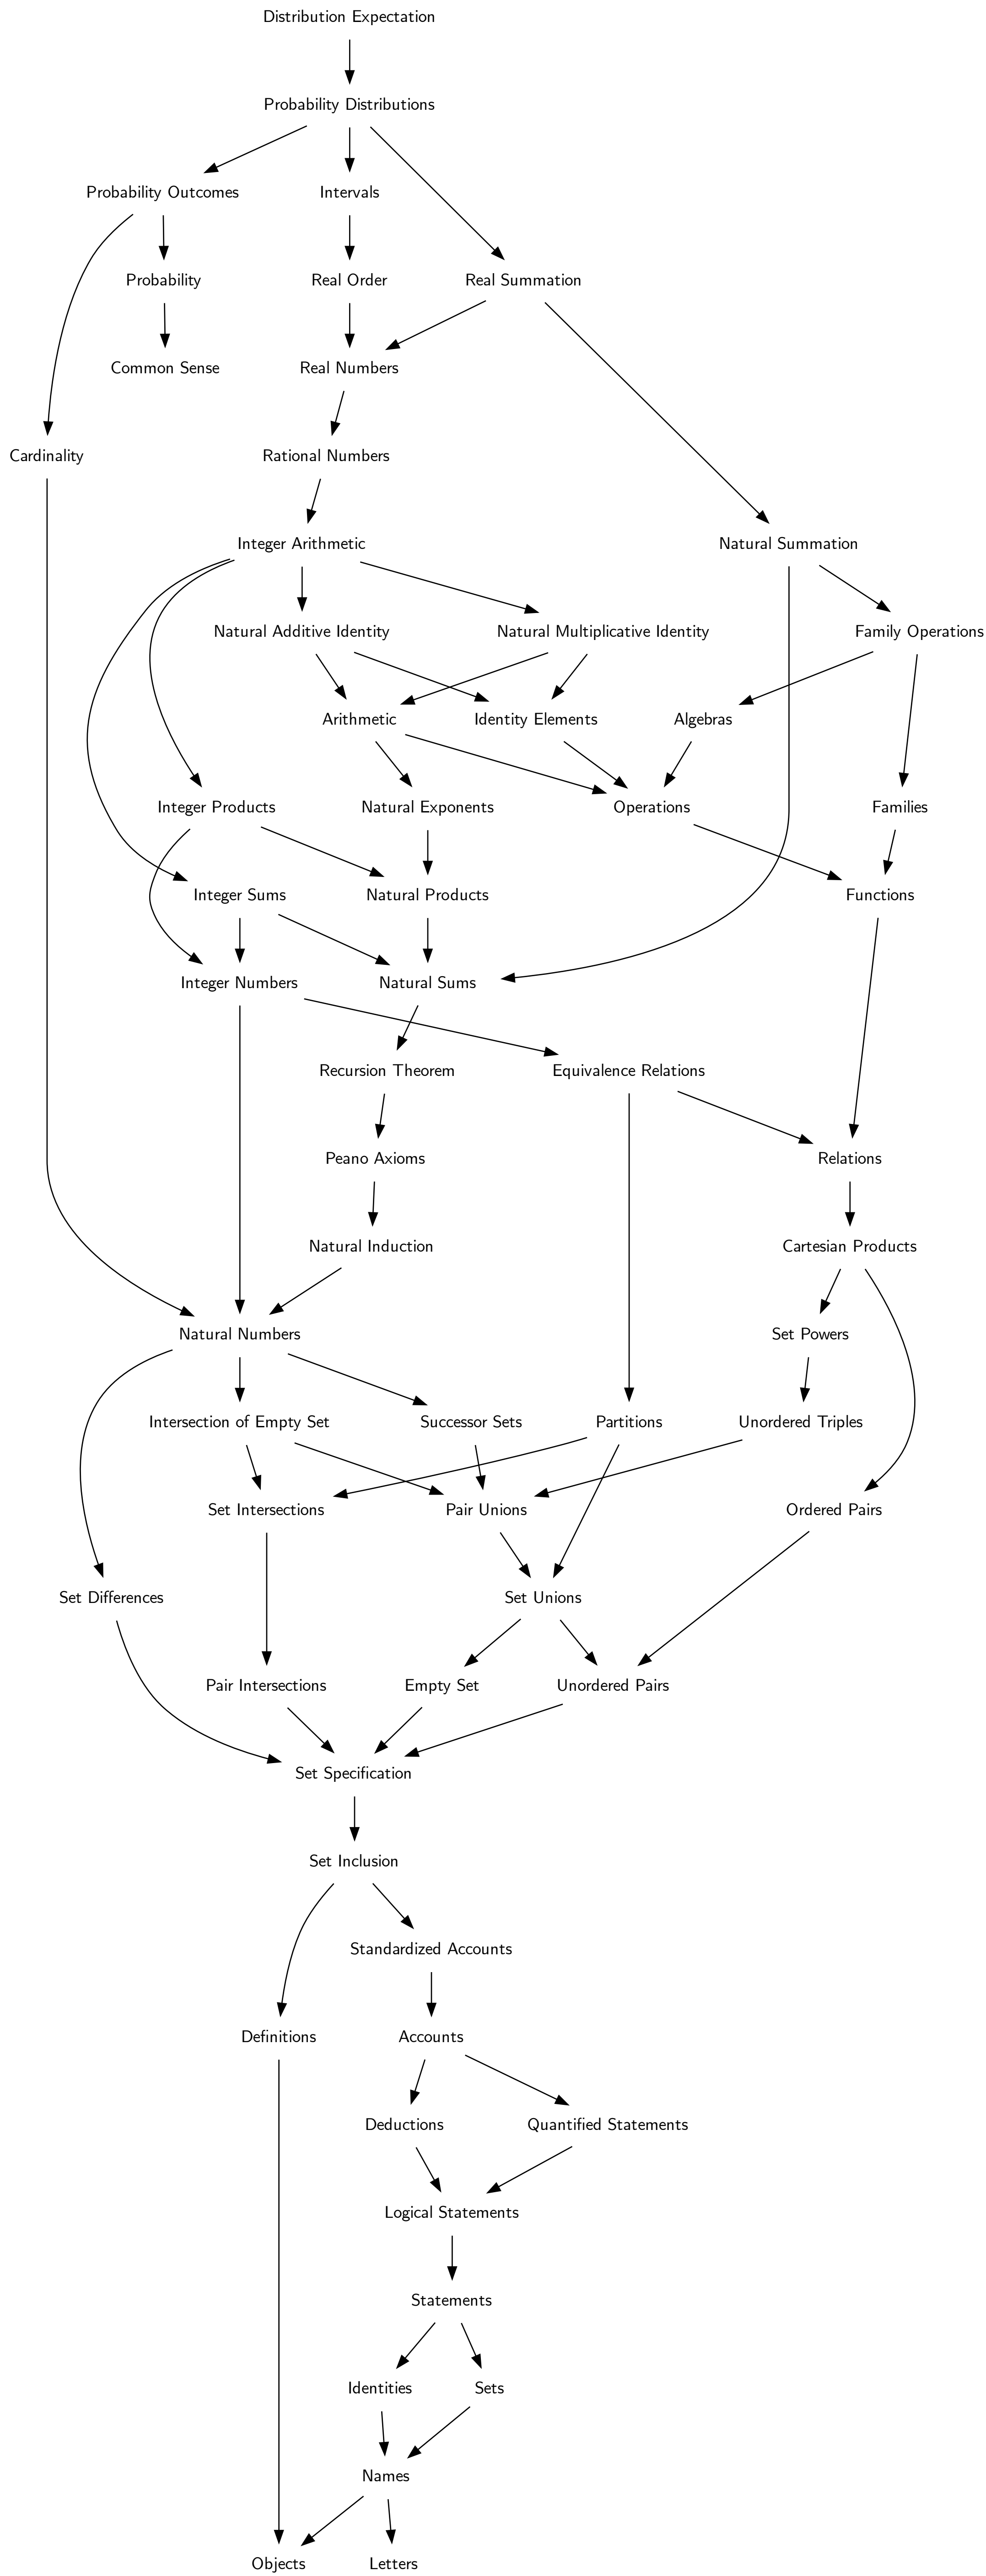 Distribution Expectation
Probability Distributions
Probability Outcomes
Intervals
Probability
Real Order
Real Summation
Common Sense
Real Numbers
Cardinality
Rational Numbers
Integer Arithmetic
Natural Summation
Natural Additive Identity
Natural Multiplicative Identity
Family Operations
Arithmetic
Identity Elements
Algebras
Integer Products
Natural Exponents
Operations
Families
Integer Sums
Natural Products
Functions
Integer Numbers
Natural Sums
Recursion Theorem
Equivalence Relations
Peano Axioms
Relations
Natural Induction
Cartesian Products
Natural Numbers
Set Powers
Intersection of Empty Set
Successor Sets
Partitions
Unordered Triples
Set Intersections
Pair Unions
Ordered Pairs
Set Differences
Set Unions
Pair Intersections
Empty Set
Unordered Pairs
Set Specification
Set Inclusion
Standardized Accounts
Definitions
Accounts
Deductions
Quantified Statements
Logical Statements
Statements
Identities
Sets
Names
Objects
Letters